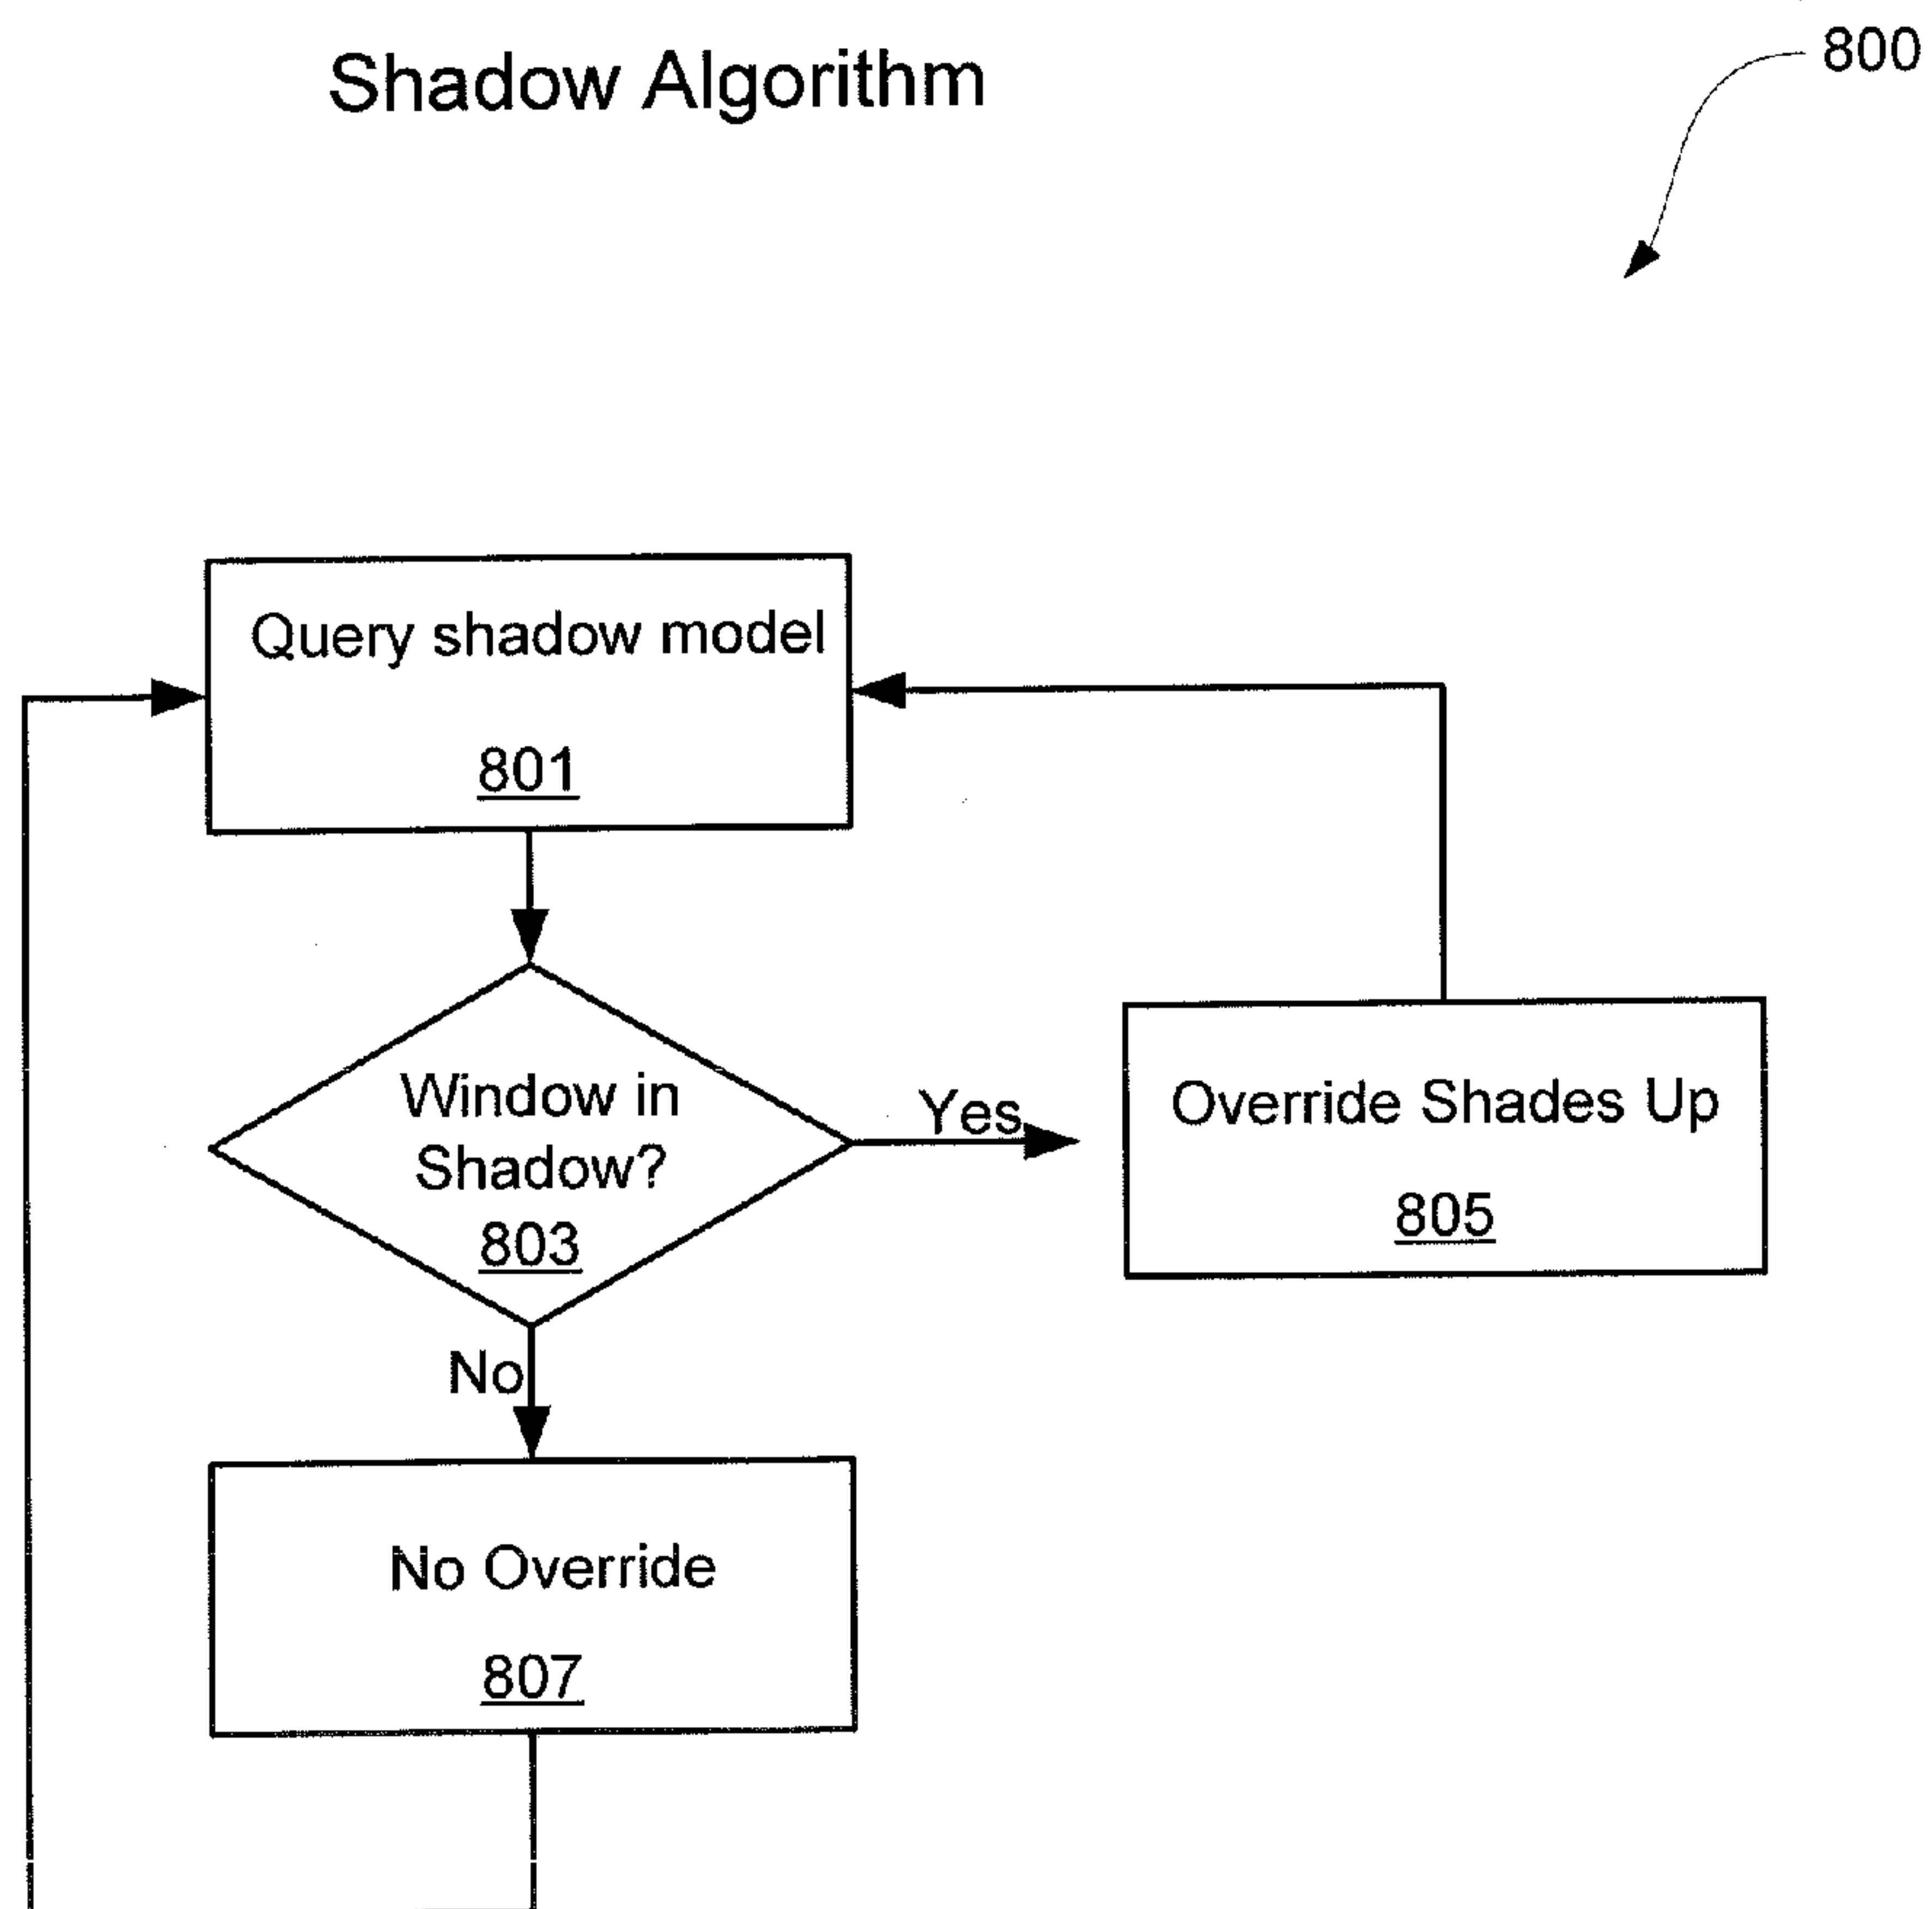 Shadow Algorithm
800
Query shadow model
801
Window in
Shadow?
803
Yes
Override Shades Up
805
No
No Override
807